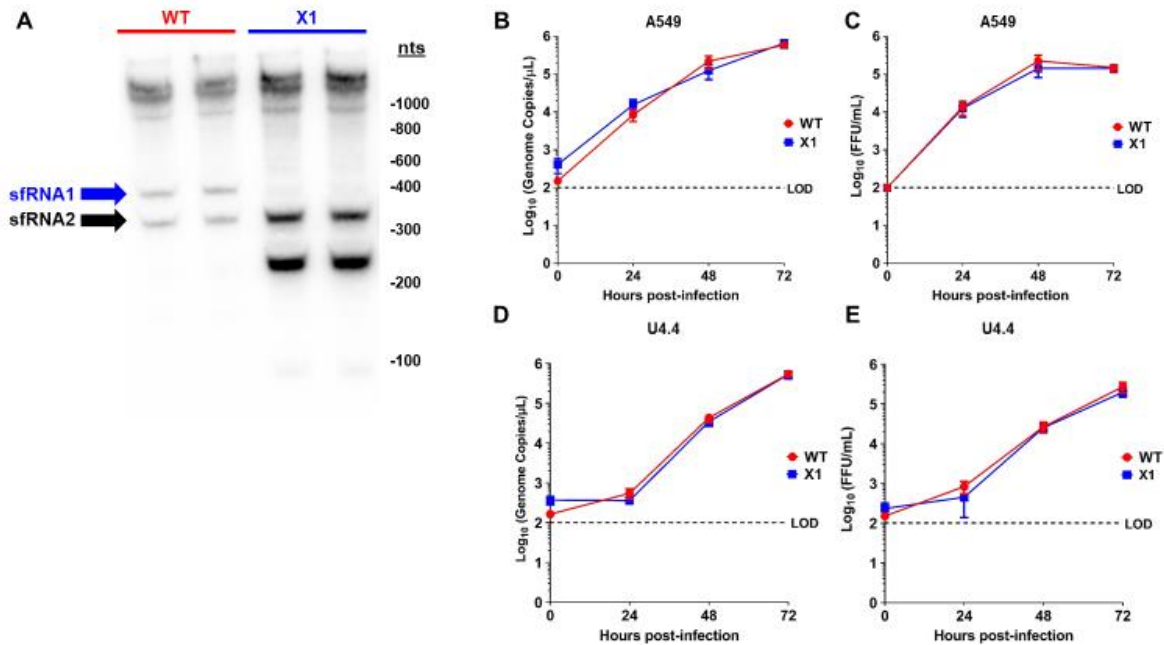 A
WT
X1
nts
-1000
-800
-600
sfRNA1
-400
sfRNA2
-300
-200
-100
B
A549
Log10 (Genome Copies/µL)
6
5
4
3
2
1
0
LOD
WT
X1
0 24 48 72
Hours post-infection
C
A549
Log10 (FFU/mL)
6
5
4
3
2
1
0
LOD
WT
X1
0 24 48 72
Hours post-infection
D
U4.4
Log10 (Genome Copies/µL)
6
5
4
3
2
1
0
LOD
WT
X1
0 24 48 72
Hours post-infection
E
U4.4
Log10 (FFU/mL)
6
5
4
3
2
1
0
LOD
WT
X1
0 24 48 72
Hours post-infection